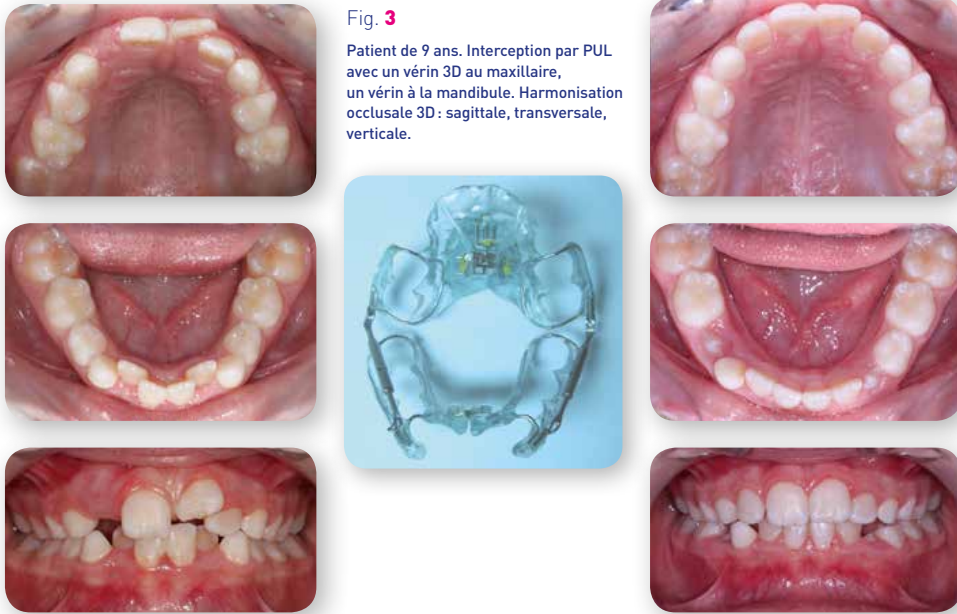 Fig. 3
Patient de 9 ans. Interception par PUL
avec un vérin 3D au maxillaire,
un vérin à la mandibule. Harmonisation
occlusale 3D : sagittale, transversale,
verticale.